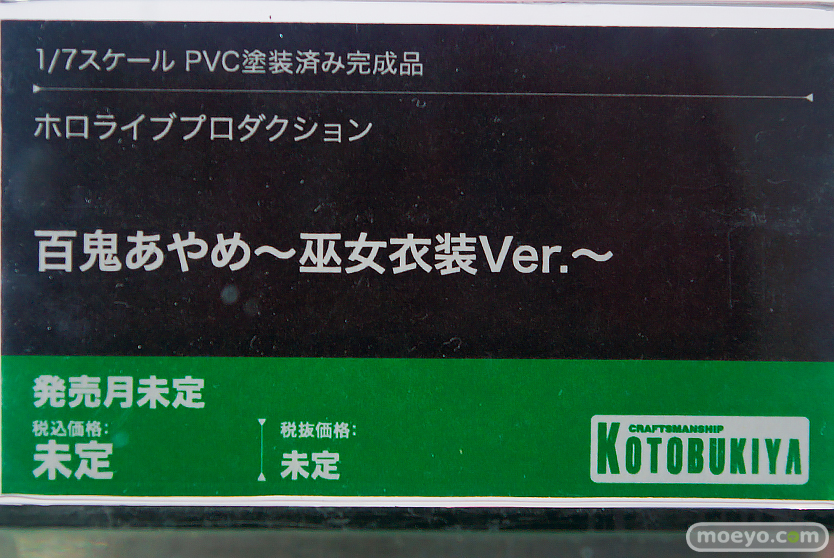 1/7スケール PVC塗装済み完成品
ホロライブプロダクション
百鬼あやめ～巫女衣装Ver.～
発売月未定
税込価格:
未定
税抜価格:
未定
CRAFTSMANSHIP
KOTOBUKIYA
moeyo.com